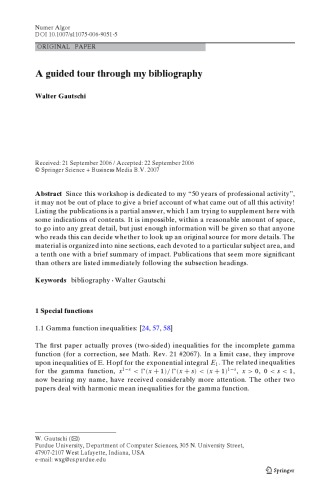 Numer Algor
DOI 10.1007/s11075-006-9051-5
ORIGINAL PAPER
A guided tour through my bibliography
Walter Gautschi
Received: 21 September 2006 / Accepted: 22 September 2006
© Springer Science + Business Media B.V. 2007
Abstract Since this workshop is dedicated to my “50 years of professional activity”,
it may not be out of place to give a brief account of what came out of all this activity!
Listing the publications is a partial answer, which I am trying to supplement here with
some indications of contents. It is impossible, within a reasonable amount of space,
to go into any great detail, but just enough information will be given so that anyone
who reads this can decide whether to look up an original source for more details. The
material is organized into nine sections, each devoted to a particular subject area, and
a tenth one with a brief summary of impact. Publications that seem more significant
than others are listed immediately following the subsection headings.
Keywords bibliography · Walter Gautschi
1 Special functions
1.1 Gamma function inequalities: [24, 57, 58]
The first paper actually proves (two-sided) inequalities for the incomplete gamma
function (for a correction, see Math. Rev. 21 #2067). In a limit case, they improve
upon inequalities of E. Hopf for the exponential integral E₁. The related inequalities
for the gamma function, x¹⁻ˢ < Γ(x + 1)/Γ(x + s) < (x + 1)¹⁻ˢ, x > 0, 0 < s < 1,
now bearing my name, have received considerably more attention. The other two
papers deal with harmonic mean inequalities for the gamma function.
W. Gautschi (✉)
Purdue University, Department of Computer Sciences, 305 N. University Street,
47907-2107 West Lafayette, Indiana, USA
e-mail: wxg@cs.purdue.edu
Springer